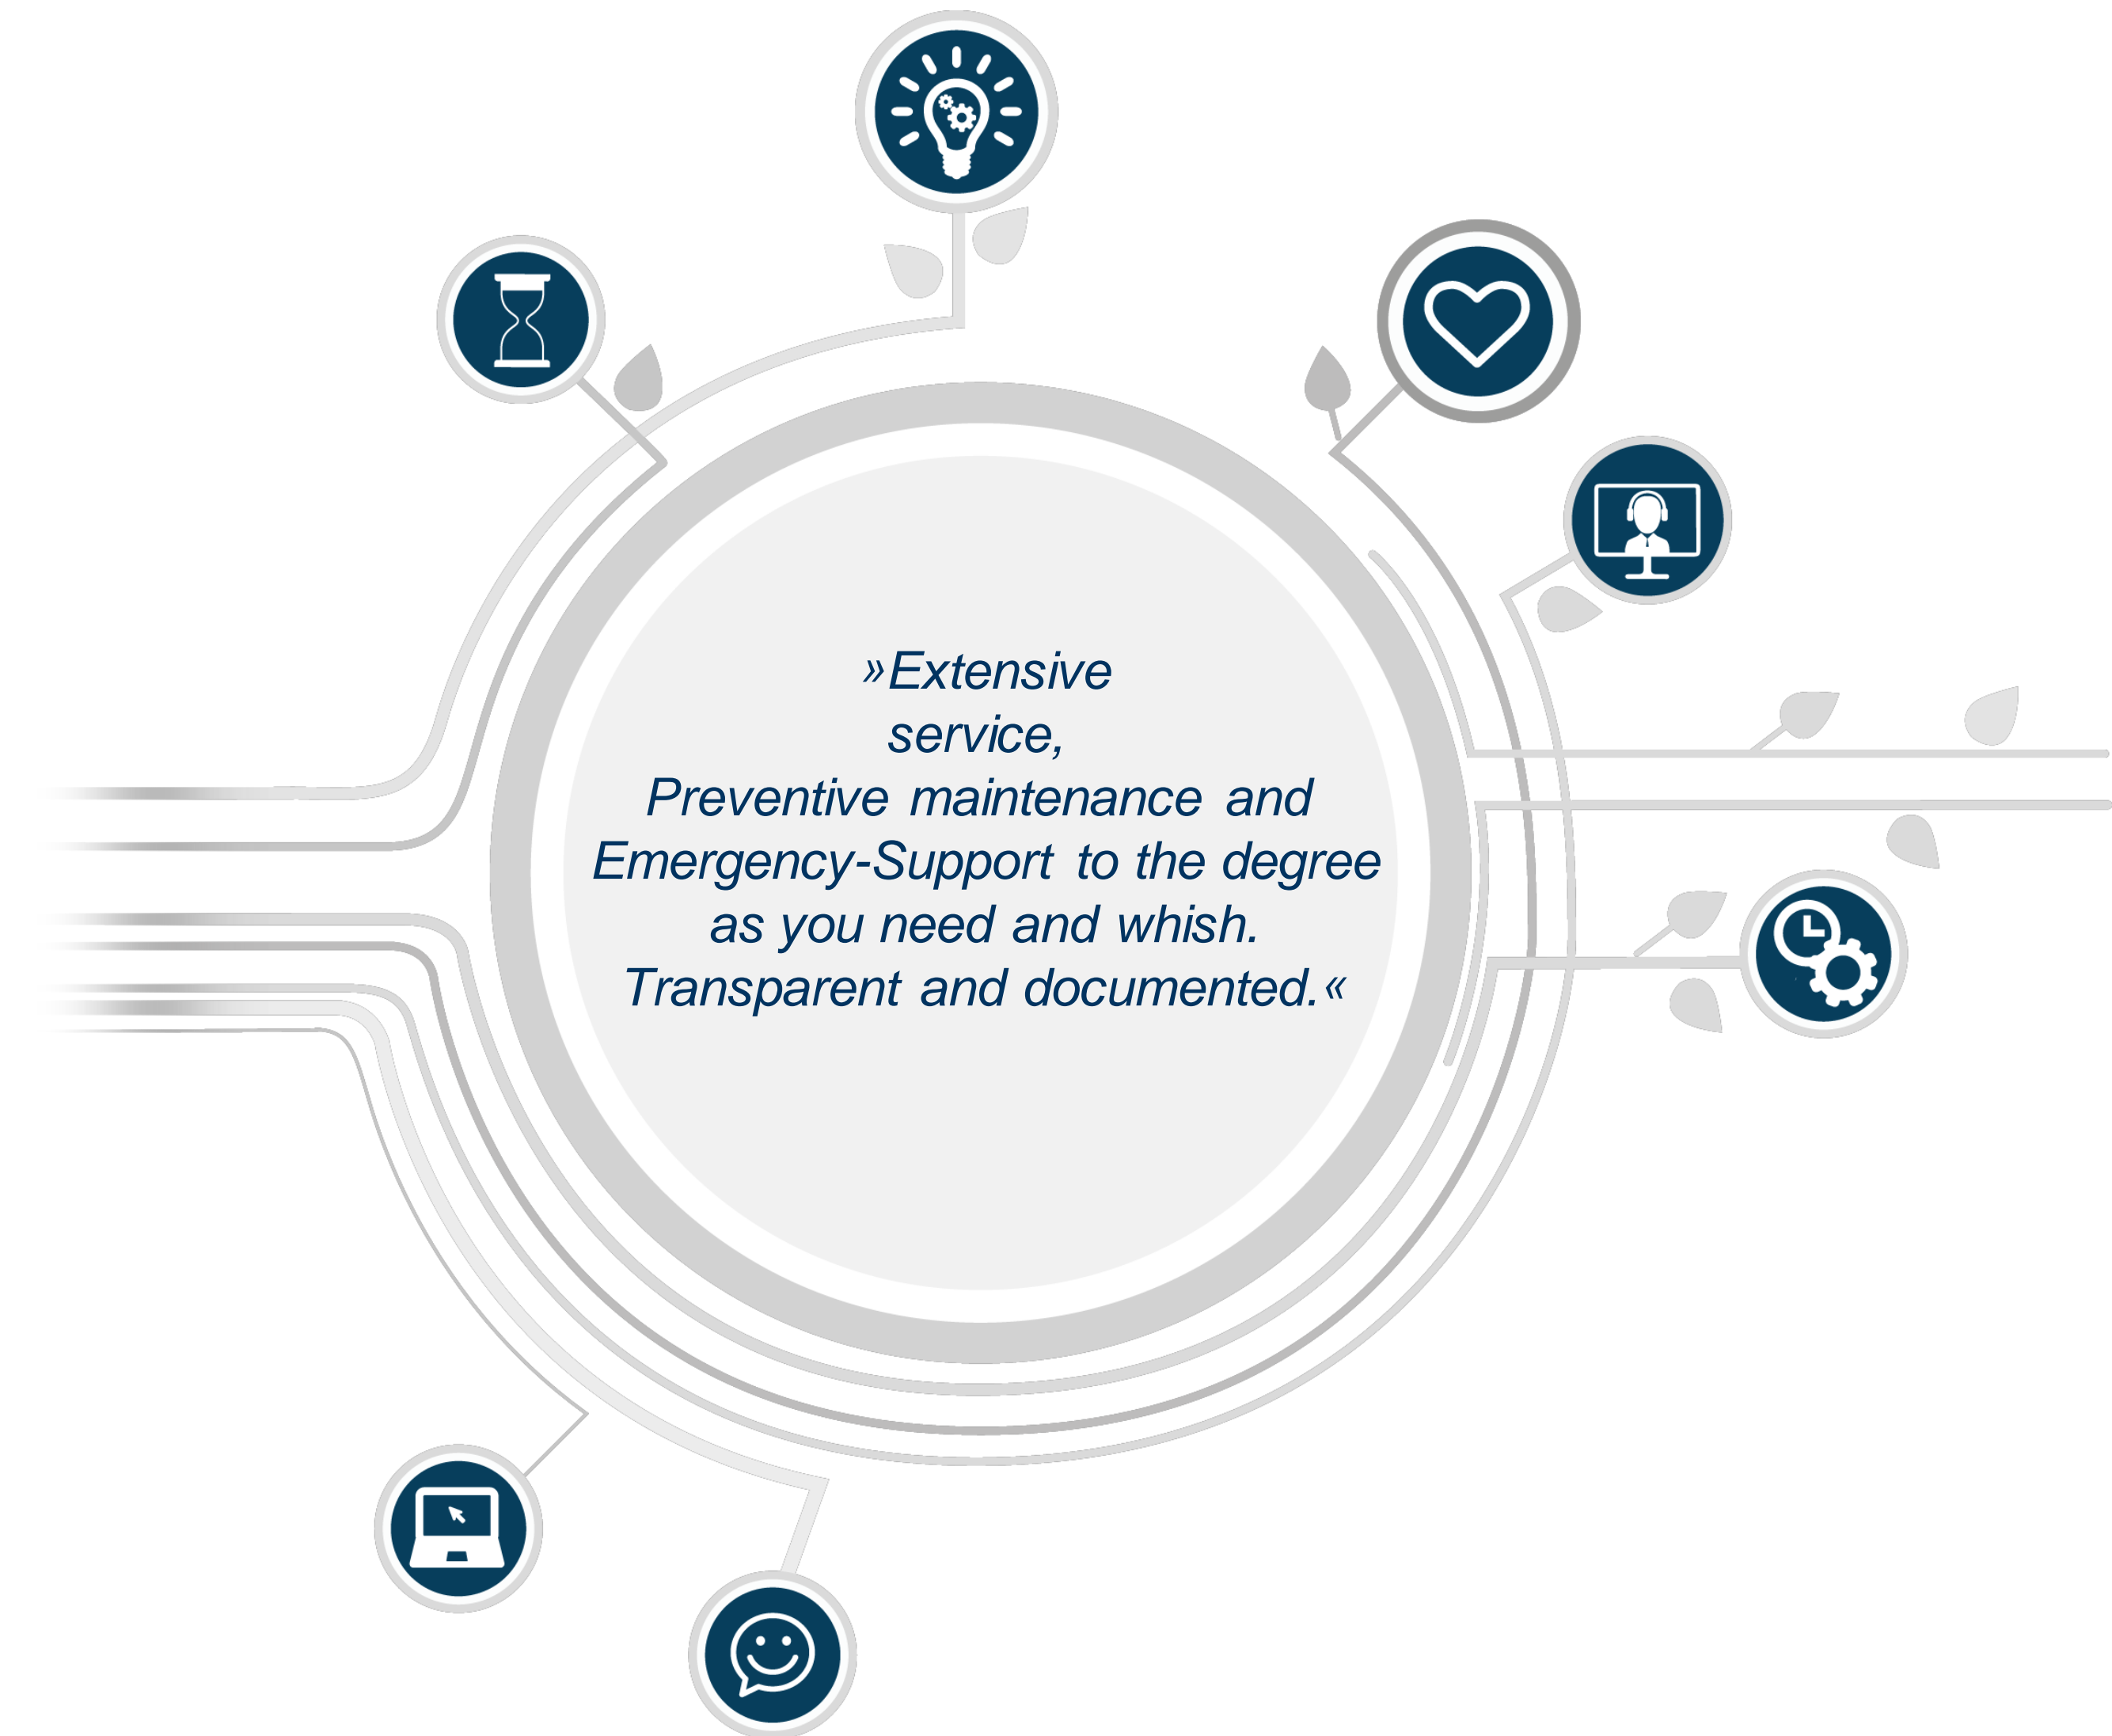 »Extensive
service,
Preventive maintenance and
Emergency-Support to the degree
as you need and whish.
Transparent and documented.«